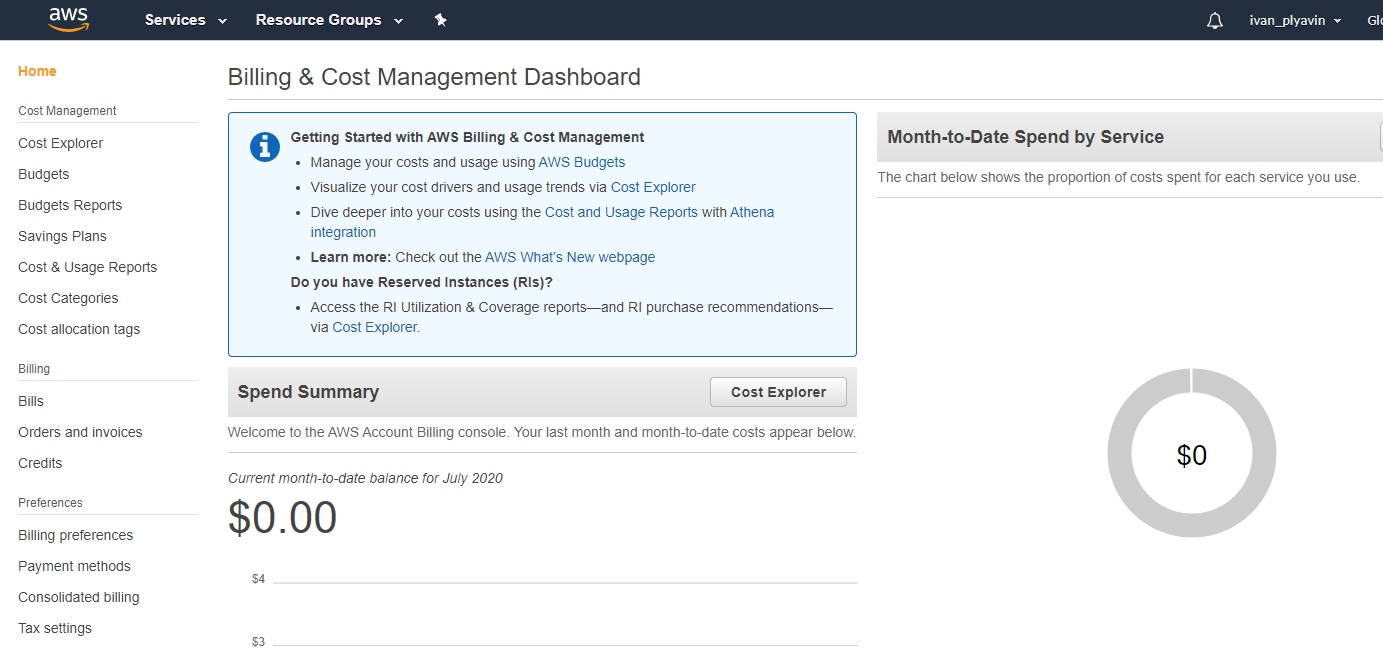 aws
Services
Resource Groups
ivan_plyavin
Home
Cost Management
Cost Explorer
Budgets
Budgets Reports
Savings Plans
Cost & Usage Reports
Cost Categories
Cost allocation tags
Billing
Bills
Orders and invoices
Credits
Preferences
Billing preferences
Payment methods
Consolidated billing
Tax settings
Billing & Cost Management Dashboard
Getting Started with AWS Billing & Cost Management
• Manage your costs and usage using AWS Budgets
• Visualize your cost drivers and usage trends via Cost Explorer
• Dive deeper into your costs using the Cost and Usage Reports with Athena
integration
• Learn more: Check out the AWS What's New webpage
Do you have Reserved Instances (RIs)?
• Access the RI Utilization & Coverage reports—and RI purchase recommendations—
via Cost Explorer.
Spend Summary
Cost Explorer
Welcome to the AWS Account Billing console. Your last month and month-to-date costs appear below.
Current month-to-date balance for July 2020
$0.00
$4
$3
Month-to-Date Spend by Service
The chart below shows the proportion of costs spent for each service you use.
$0